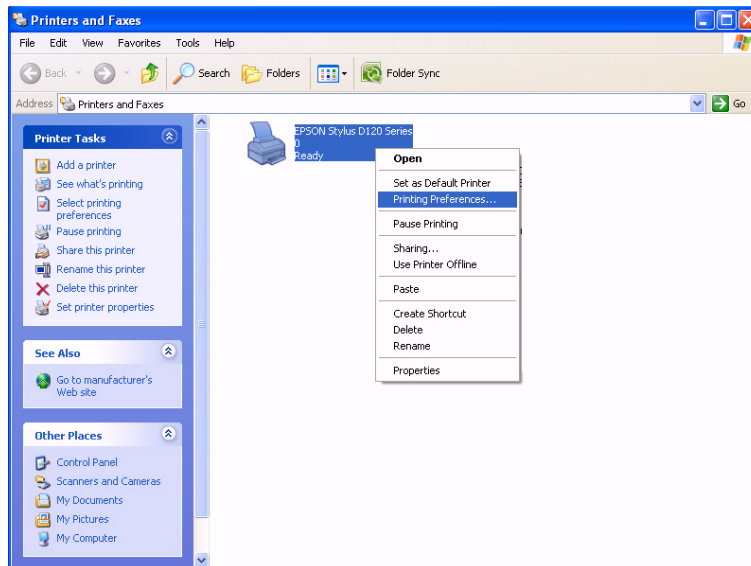 Printers and Faxes
File Edit View Favorites Tools Help
Back Search Folders Folder Sync
Address Printers and Faxes Go
Printer Tasks
Add a printer
See what's printing
Select printing
preferences
Pause printing
Share this printer
Rename this printer
Delete this printer
Set printer properties
See Also
Go to manufacturer's
Web site
Other Places
Control Panel
Scanners and Cameras
My Documents
My Pictures
My Computer
EPSON Stylus D120 Series
0
Ready
Open
Set as Default Printer
Printing Preferences...
Pause Printing
Sharing...
Use Printer Offline
Paste
Create Shortcut
Delete
Rename
Properties